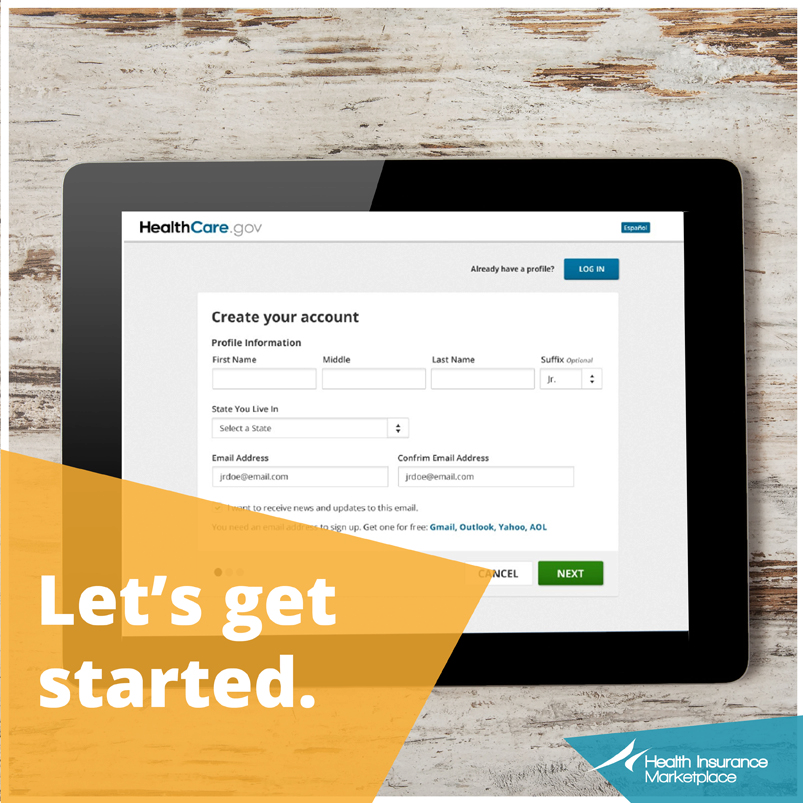 HealthCare.gov
Español
Already have a profile? LOG IN
Create your account
Profile Information
First Name Middle Last Name Suffix Optional
Jr.
State You Live In
Select a State
Email Address Confrim Email Address
jrdoe@email.com jrdoe@email.com
I want to receive news and updates to this email.
You need an email address to sign up. Get one for free: Gmail, Outlook, Yahoo, AOL
CANCEL NEXT
Let's get
started.
Health Insurance
Marketplace